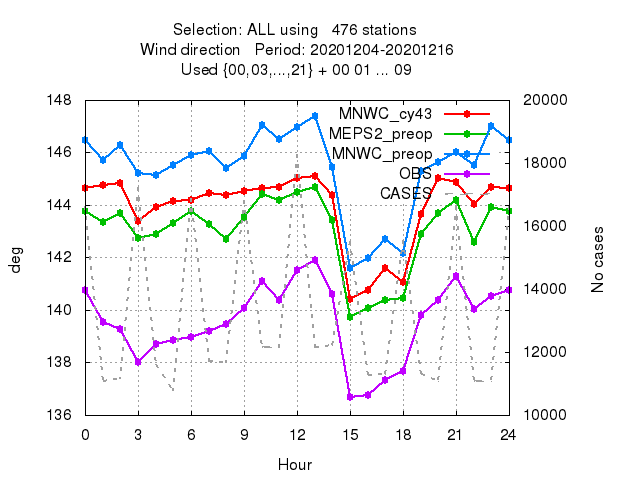 Selection: ALL using   476 stations
Wind direction   Period: 20201204-20201216
Used {00,03,...,21} + 00 01 ... 09
148 20000
MNWC_cy43
MEPS2_preop
146 MNWC_preop 18000
OBS
144 CASES 16000
deg
142 14000
No cases
140
138 12000
136 10000
0 3 6 9 12 15 18 21 24
Hour